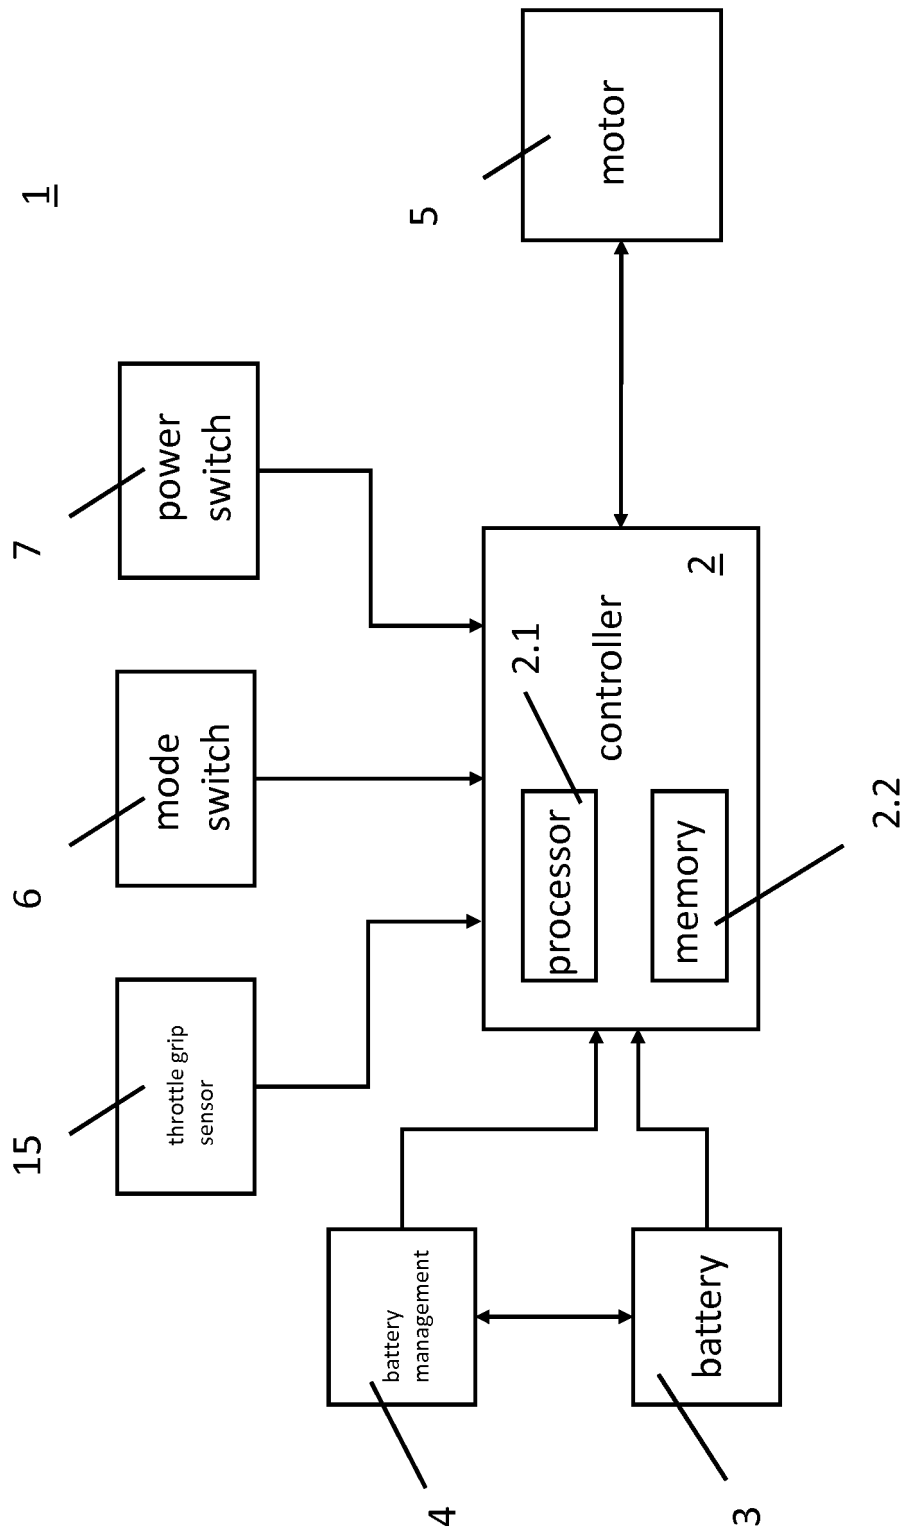 1
15
throttle grip
sensor
6
mode
switch
7
power
switch
4
battery
management
3
battery
processor
2.1
memory
2.2
controller
2
5
motor